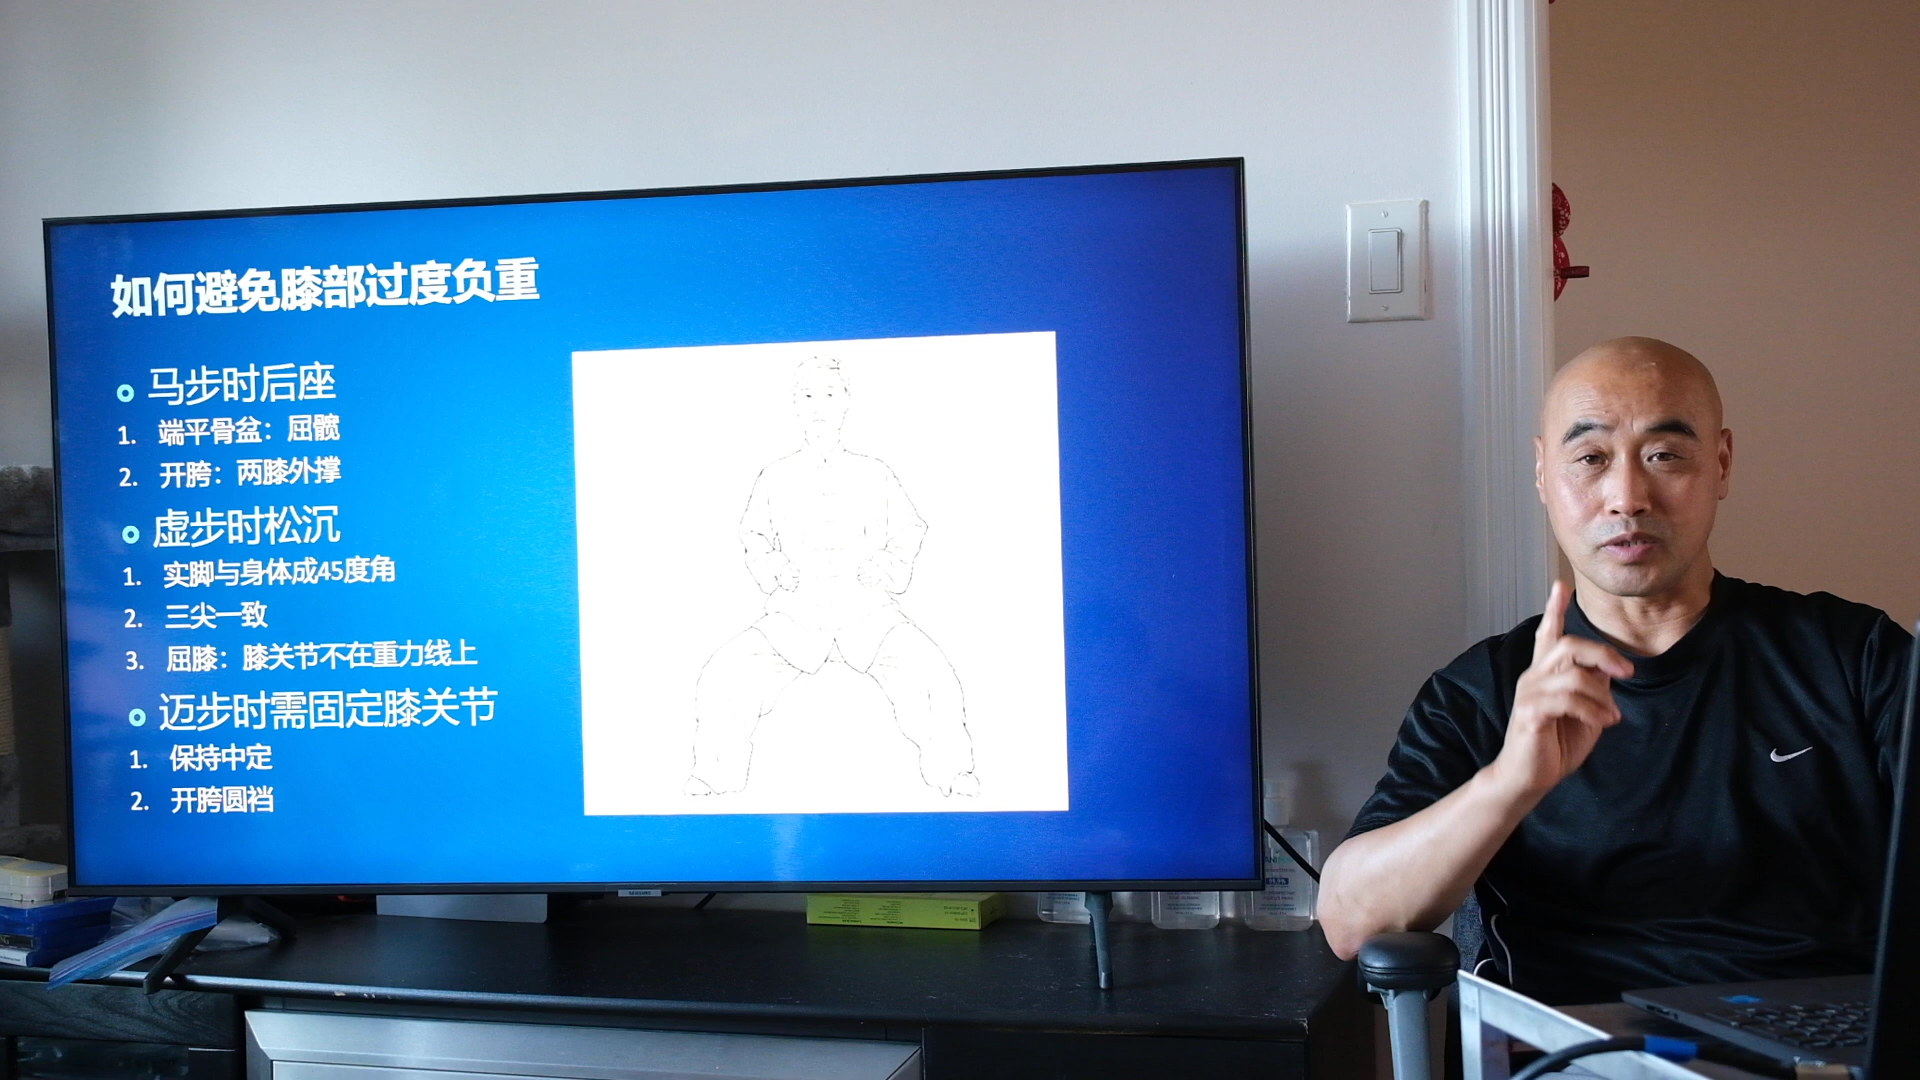 如何避免膝部过度负重
马步时后座
1. 端平骨盆：屈髋
2. 开胯：两膝外撑
虚步时松沉
1. 实脚与身体成45度角
2. 三尖一致
3. 屈膝：膝关节不在重力线上
迈步时需固定膝关节
1. 保持中定
2. 开胯圆裆
SAMSUNG